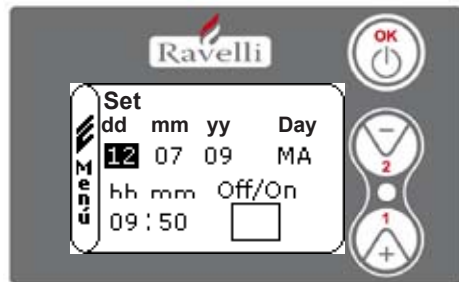 Ravelli
OK
Set
dd mm yy Day
12 07 09 MA
hh mm Off/On
09:50
Menú
2
1